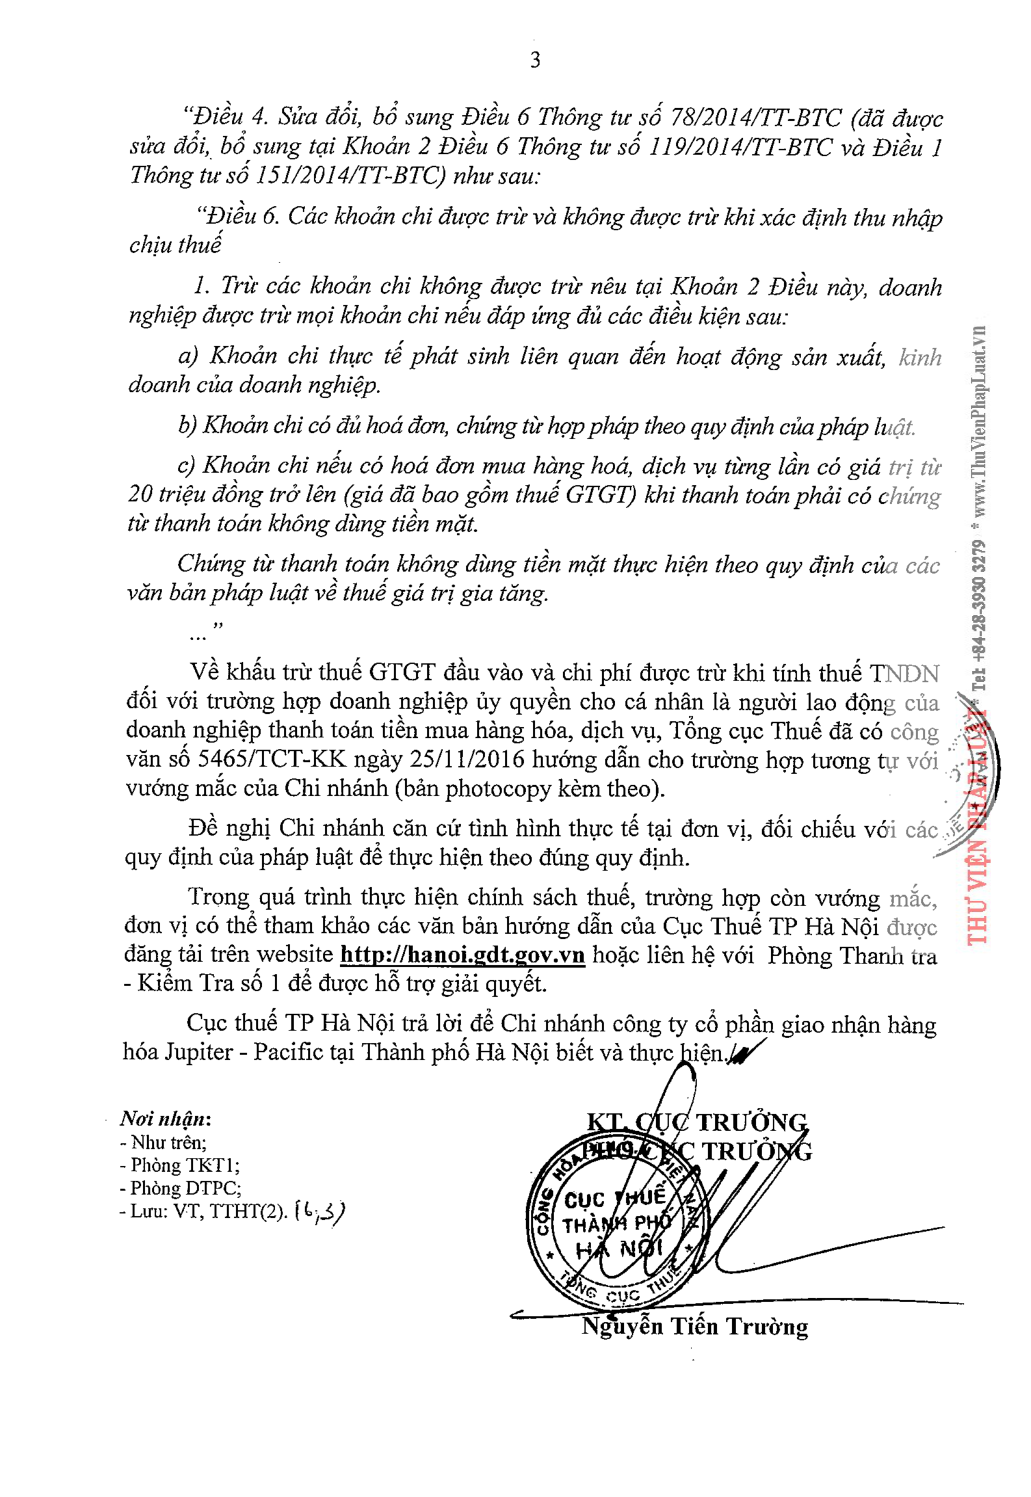 3
“Điều 4. Sửa đổi, bổ sung Điều 6 Thông tư số 78/2014/TT-BTC (đã được
sửa đổi, bổ sung tại Khoản 2 Điều 6 Thông tư số 119/2014/TT-BTC và Điều 1
Thông tư số 151/2014/TT-BTC) như sau:
“Điều 6. Các khoản chi được trừ và không được trừ khi xác định thu nhập
chịu thuế
1. Trừ các khoản chi không được trừ nêu tại Khoản 2 Điều này, doanh
nghiệp được trừ mọi khoản chi nếu đáp ứng đủ các điều kiện sau:
a) Khoản chi thực tế phát sinh liên quan đến hoạt động sản xuất, kinh
doanh của doanh nghiệp.
b) Khoản chi có đủ hoá đơn, chứng từ hợp pháp theo quy định của pháp luật.
c) Khoản chi nếu có hoá đơn mua hàng hoá, dịch vụ từng lần có giá trị từ
20 triệu đồng trở lên (giá đã bao gồm thuế GTGT) khi thanh toán phải có chứng
từ thanh toán không dùng tiền mặt.
Chứng từ thanh toán không dùng tiền mặt thực hiện theo quy định của các
văn bản pháp luật về thuế giá trị gia tăng.
...”
Về khấu trừ thuế GTGT đầu vào và chi phí được trừ khi tính thuế TNDN
đối với trường hợp doanh nghiệp ủy quyền cho cá nhân là người lao động của
doanh nghiệp thanh toán tiền mua hàng hóa, dịch vụ, Tổng cục Thuế đã có công
văn số 5465/TCT-KK ngày 25/11/2016 hướng dẫn cho trường hợp tương tự với
vướng mắc của Chi nhánh (bản photocopy kèm theo).
Đề nghị Chi nhánh căn cứ tình hình thực tế tại đơn vị, đối chiếu với các
quy định của pháp luật để thực hiện theo đúng quy định.
Trong quá trình thực hiện chính sách thuế, trường hợp còn vướng mắc,
đơn vị có thể tham khảo các văn bản hướng dẫn của Cục Thuế TP Hà Nội được
đăng tải trên website http://hanoi.gdt.gov.vn hoặc liên hệ với Phòng Thanh tra
- Kiểm Tra số 1 để được hỗ trợ giải quyết.
Cục thuế TP Hà Nội trả lời để Chi nhánh công ty cổ phần giao nhận hàng
hóa Jupiter - Pacific tại Thành phố Hà Nội biết và thực hiện./
Nơi nhận:
- Như trên;
- Phòng TKT1;
- Phòng DTPC;
- Lưu: VT, TTHT(2). (6,3)
KT. CỤC TRƯỞNG
PHÓ CỤC TRƯỞNG
CỘNG HÒA VIỆT NAM
CỤC THUẾ
THÀNH PHỐ
HÀ NỘI
TỔNG CỤC THUẾ
Nguyễn Tiến Trường
THƯ VIỆN PHÁP LUẬT * Tel: +84-28-3930 3279 * www.ThuVienPhapLuat.vn